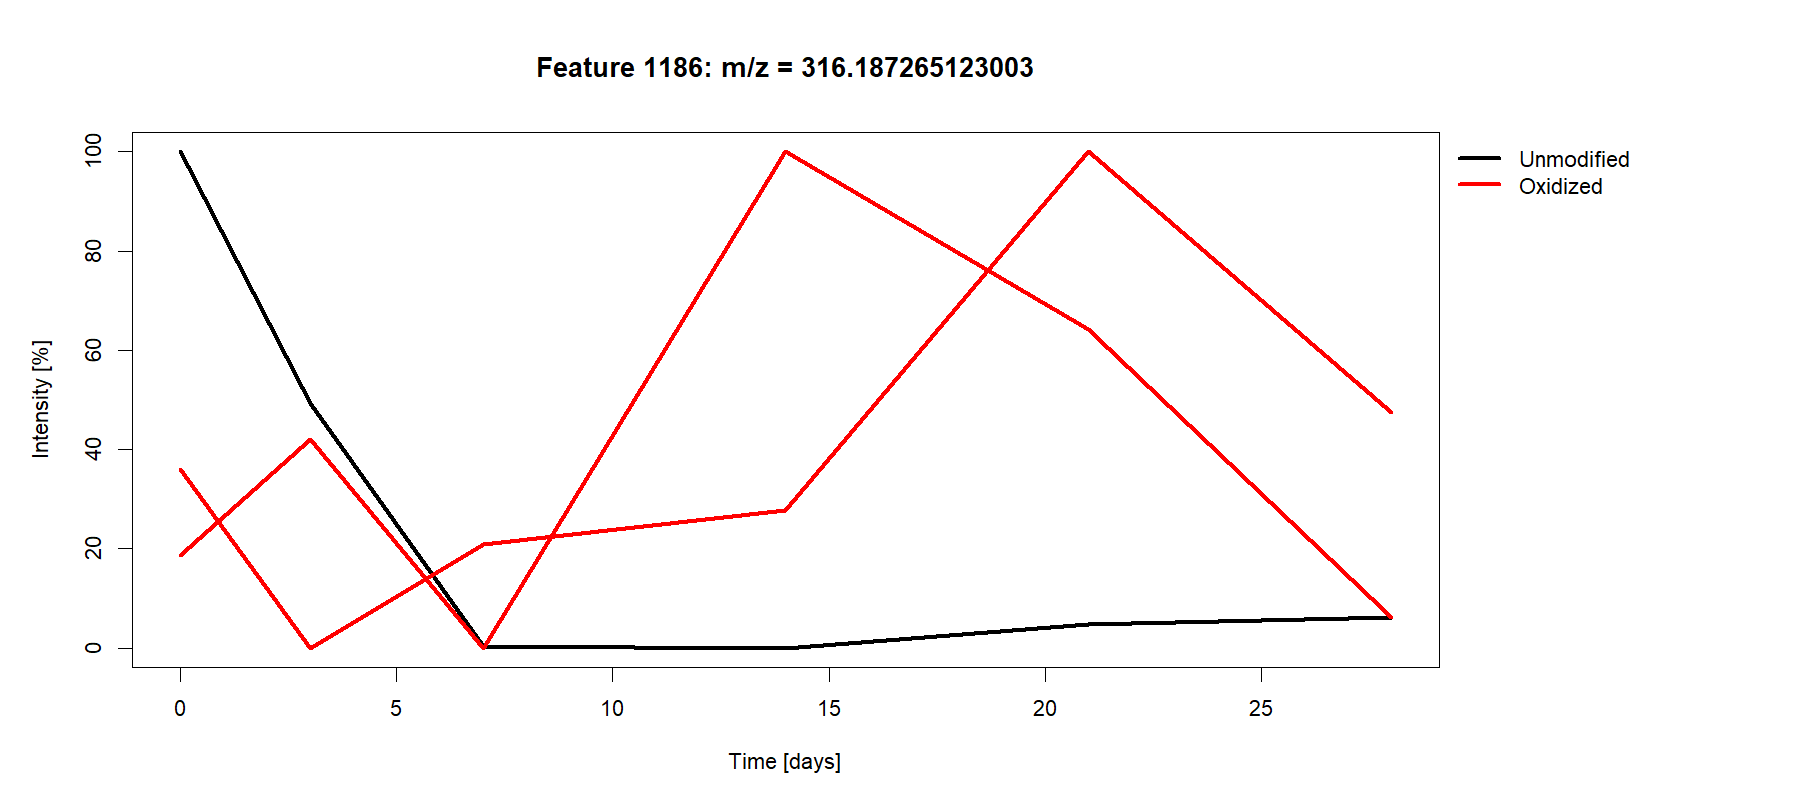 Feature 1186: m/z = 316.187265123003
Unmodified
Oxidized
Intensity [%]
100
80
60
40
20
0
0 5 10 15 20 25
Time [days]